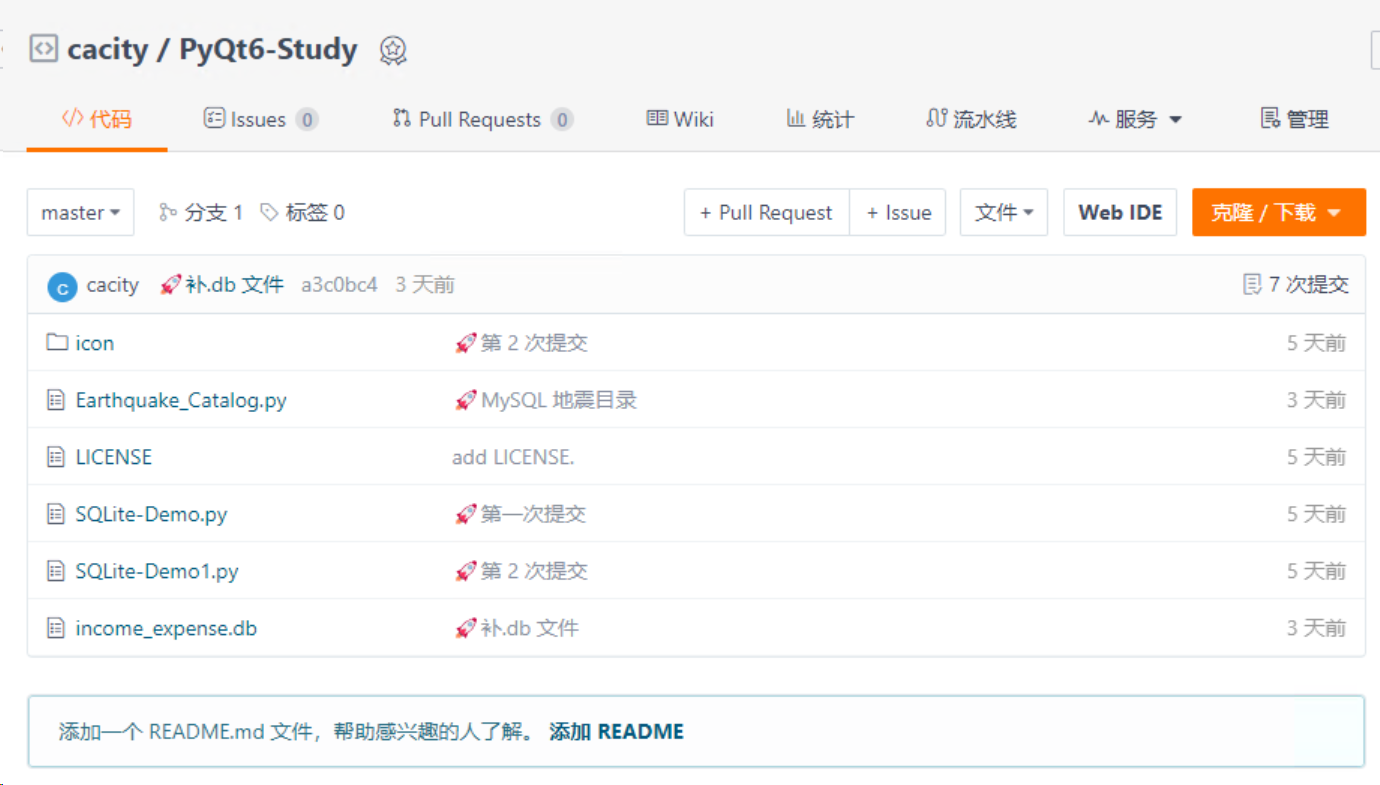 cacity / PyQt6-Study
代码 Issues 0 Pull Requests 0 Wiki 统计 流水线 服务 管理
master 分支 1 标签 0 + Pull Request + Issue 文件 Web IDE 克隆 / 下载
C cacity 🚀补.db 文件 a3c0bc4 3 天前 7 次提交
icon 🚀第 2 次提交 5 天前
Earthquake_Catalog.py 🚀MySQL 地震目录 3 天前
LICENSE add LICENSE. 5 天前
SQLite-Demo.py 🚀第一次提交 5 天前
SQLite-Demo1.py 🚀第 2 次提交 5 天前
income_expense.db 🚀补.db 文件 3 天前
添加一个 README.md 文件，帮助感兴趣的人了解。 添加 README